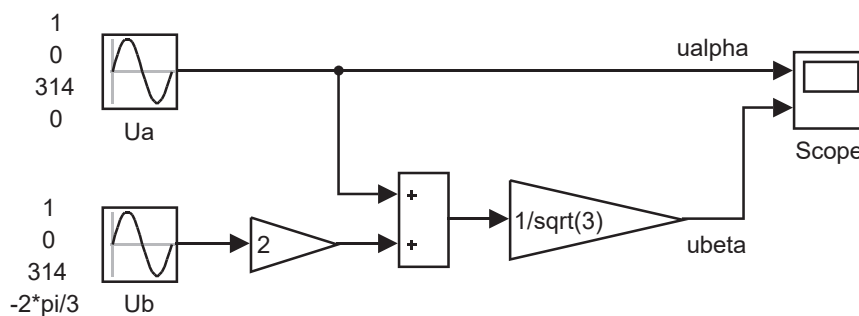 1
0
314
0
Ua
ualpha
Scope
1
0
314
-2*pi/3
Ub
2
+
+
1/sqrt(3)
ubeta